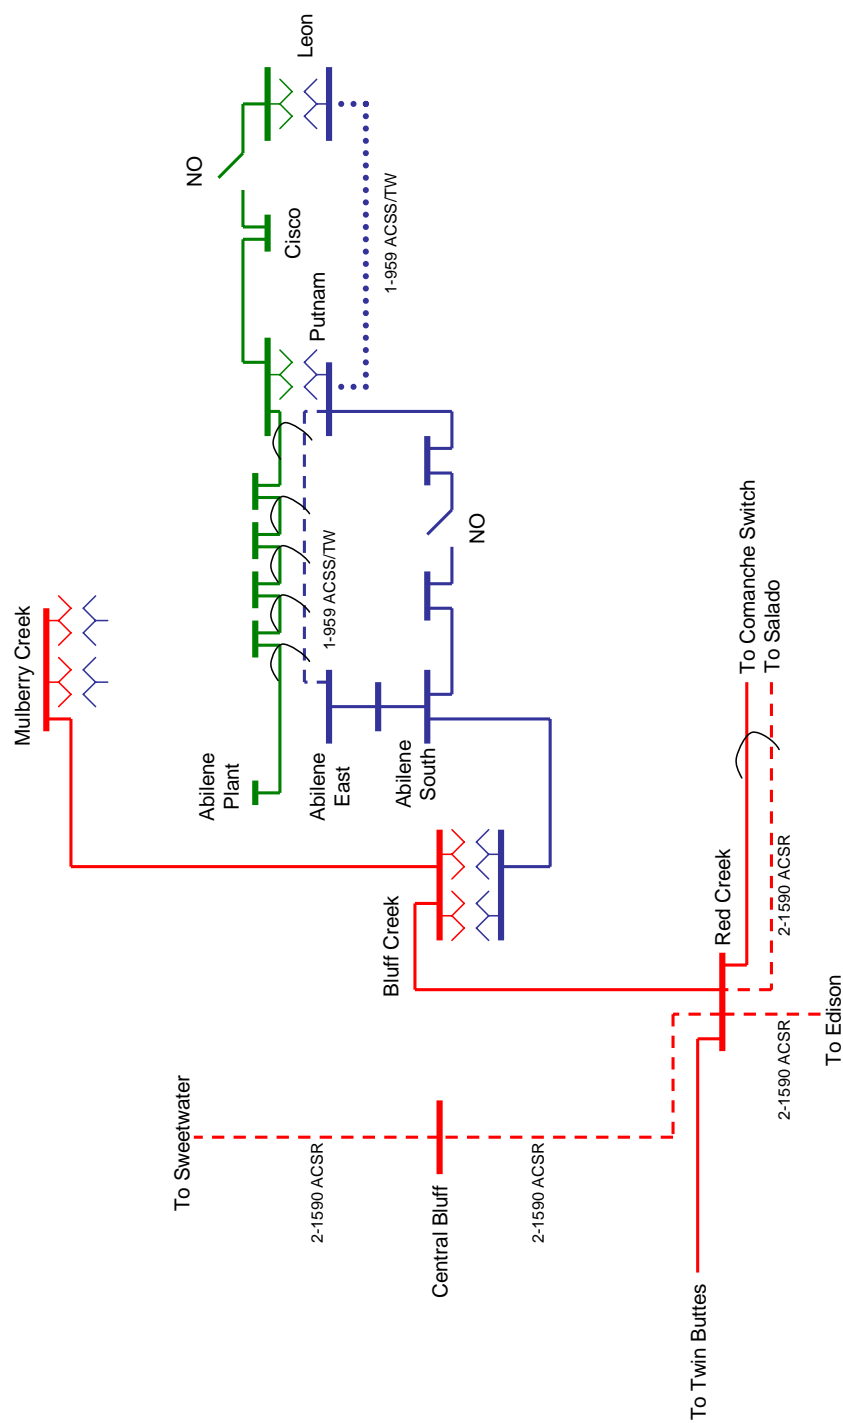 Leon
NO
Cisco
1-959 ACSS/TW
Putnam
1-959 ACSS/TW
NO
Mulberry Creek
Abilene
Plant
Abilene
East
Abilene
South
To Comanche Switch
To Salado
Bluff Creek
Red Creek
2-1590 ACSR
To Sweetwater
2-1590 ACSR
Central Bluff
2-1590 ACSR
2-1590 ACSR
To Edison
To Twin Buttes